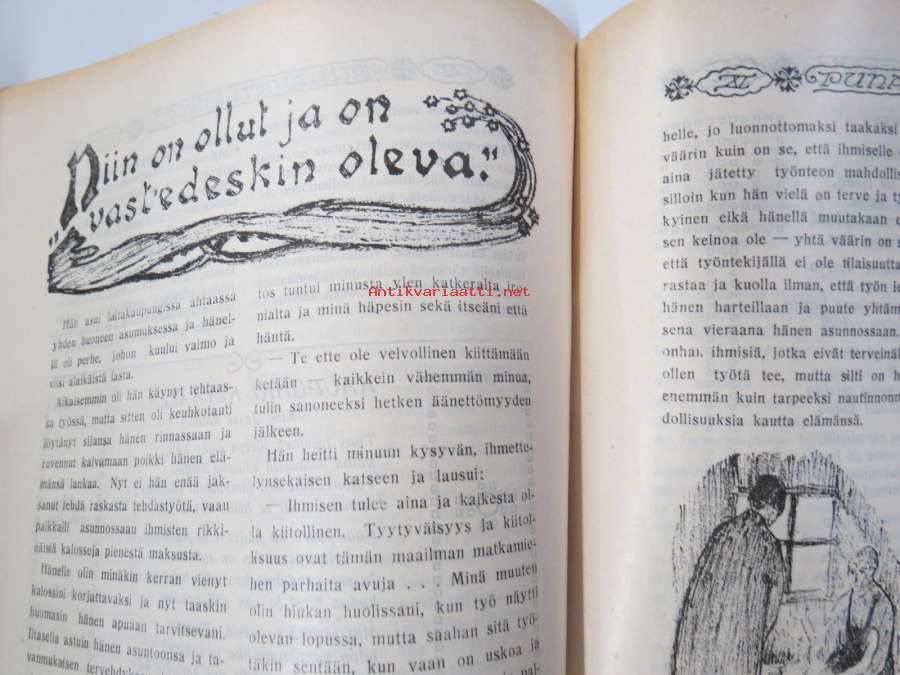 „Niin on ollut ja on
vastedeskin oleva."
Hän asui laitakaupungissa ahtaassa
yhden huoneen asumuksessa ja hänel-
lä oli perhe, johon kuului vaimo ja
viisi alaikäistä lasta.
Aikaisemmin oli hän käynyt tehtaas-
sa työssä, mutta sitten oli keuhkotauti
löytänyt sijansa hänen rinnassaan ja
ruvennut kalvamaan poikki hänen elä-
mänsä lankaa. Nyt ei hän enää jak-
sanut tehdä raskasta tehdastyötä, vaan
paikkaili asunnossaan ihmisten rikki-
näisiä kalosseja pienestä maksusta.
Hänelle olin minäkin kerran vienyt
kalossini korjattavaksi ja nyt taaskin
huomasin hänen apuaan tarvitsevani.
Iltasella astuin hänen asuntoonsa ja ta-
vanmukaisen
tos tuntui minusta ylen katkeralta iro-
nialta ja minä häpesin sekä itseäni että
häntä.
— Te ette ole velvollinen kiittämään
ketään kaikkein vähemmän minua,
tulin sanoneeksi hetken äänettömyyden
jälkeen.
Hän heitti minuun kysyvän, ihmette-
lynsekaisen katseen ja lausui:
— Ihmisen tulee aina ja kaikesta ol-
la kiitollinen. Tyytyväisyys ja kiitol-
lisuus ovat tämän maailman matkamie-
hen parhaita avuja . . . Minä muuten
olin hiukan huolissani, kun työ näytti
olevan lopussa, mutta saahan sitä työ-
täkin sentään, kun vaan on uskoa ja
Antikvariaatti.net
XI PUNA
helle, jo luonnottomaksi taakaksi
väärin kuin on se, että ihmiselle
aina jätetty työnteon mahdollis
silloin kun hän vielä on terve ja ty
kyinen eikä hänellä muutakaan e
sen keinoa ole — yhtä väärin on s
että työntekijällä ei ole tilaisuutta
rastaa ja kuolla ilman, että työn ie
hänen harteillaan ja puute yhtäm
sena vieraana hänen asunnossaan.
onhan ihmisiä, jotka eivät terveinä
ollen työtä tee, mutta silti on h
enemmän kuin tarpeeksi nautinnonm
dollisuuksia kautta elämänsä.